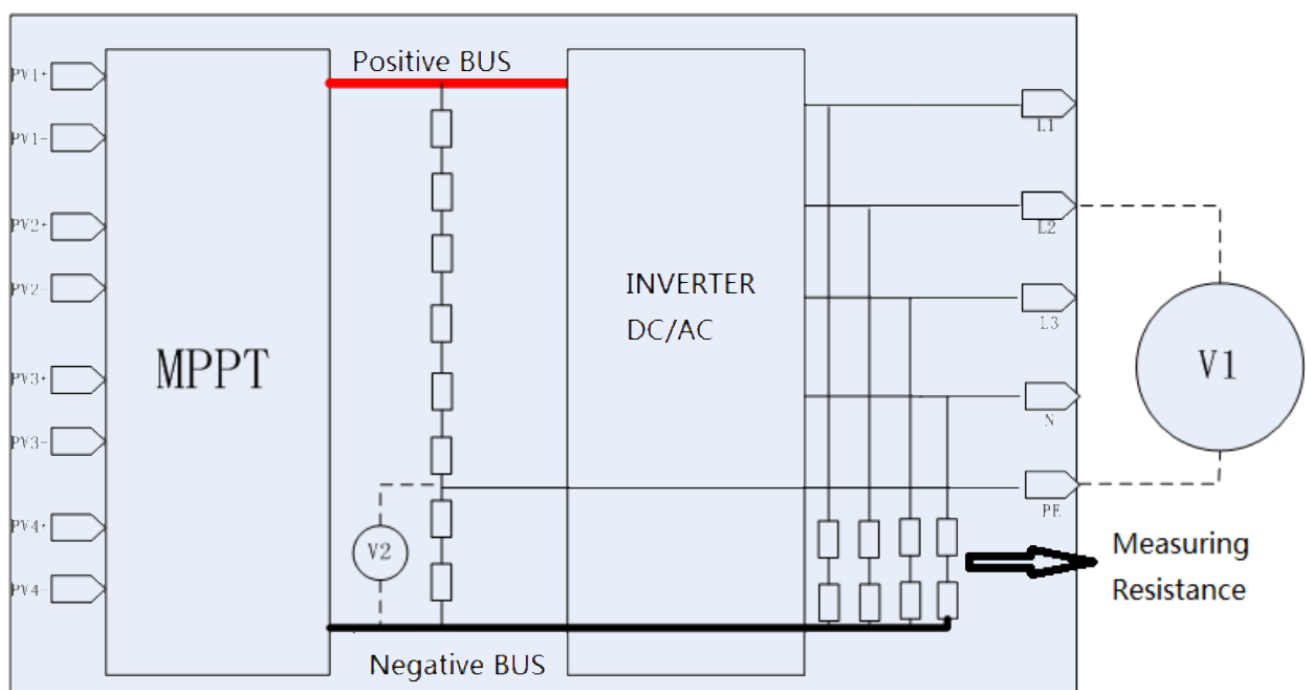 Positive BUS
PV1+
PV1-
PV2+
PV2-
PV3+
PV3-
PV4+
PV4-
MPPT
INVERTER
DC/AC
V2
L1
L2
L3
N
PE
V1
Measuring
Resistance
Negative BUS